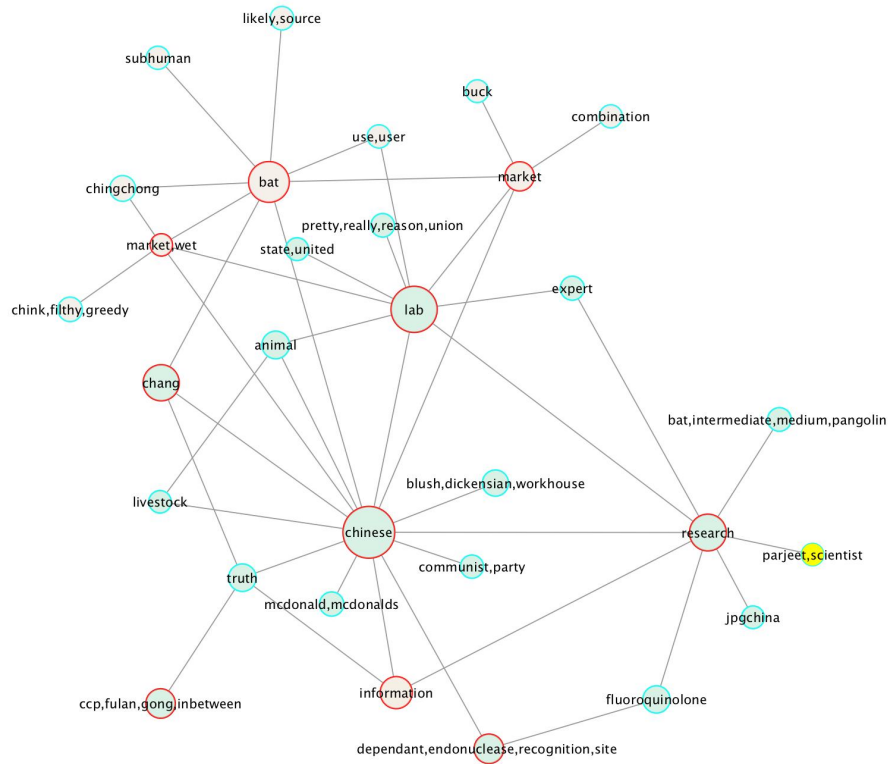 likely,source
subhuman
buck
combination
use,user
market
bat
chingchong
pretty,really,reason,union
market,wet
state,united
expert
chink,filthy,greedy
lab
animal
chang
bat,intermediate,medium,pangolin
blush,dickensian,workhouse
livestock
chinese
research
parjeet,scientist
communist,party
truth
mcdonald,mcdonalds
jpgchina
information
fluoroquinolone
ccp,fulan,gong,inbetween
dependant,endonuclease,recognition,site